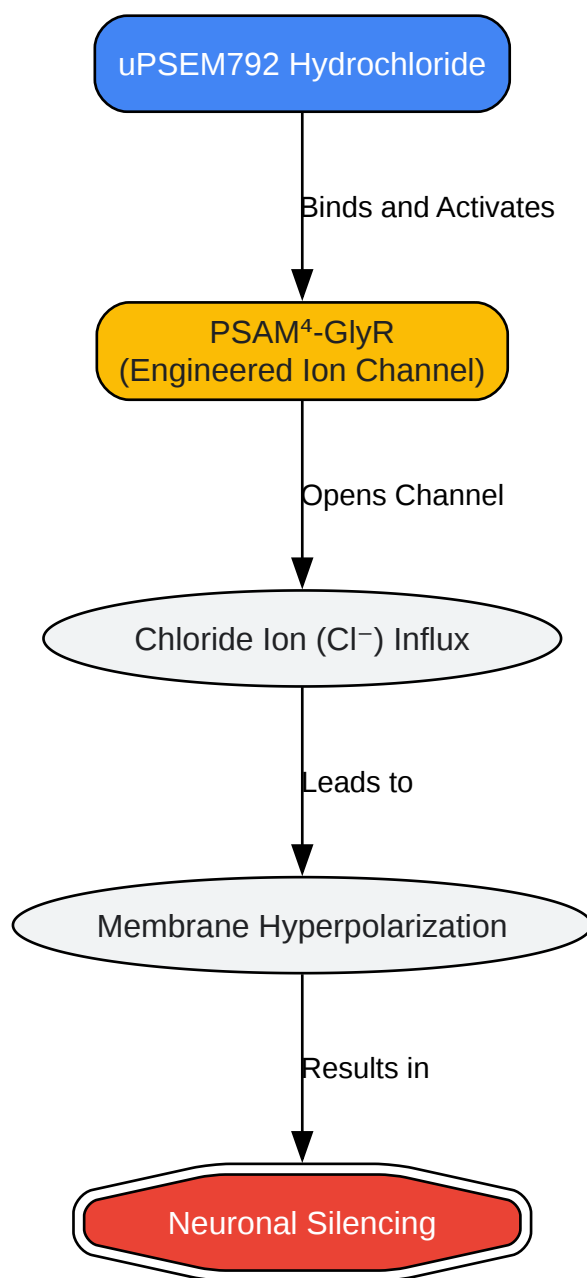 uPSEM792 Hydrochloride
Binds and Activates
PSAM⁴-GlyR
(Engineered Ion Channel)
Opens Channel
Chloride Ion (Cl⁻) Influx
Leads to
Membrane Hyperpolarization
Results in
Neuronal Silencing